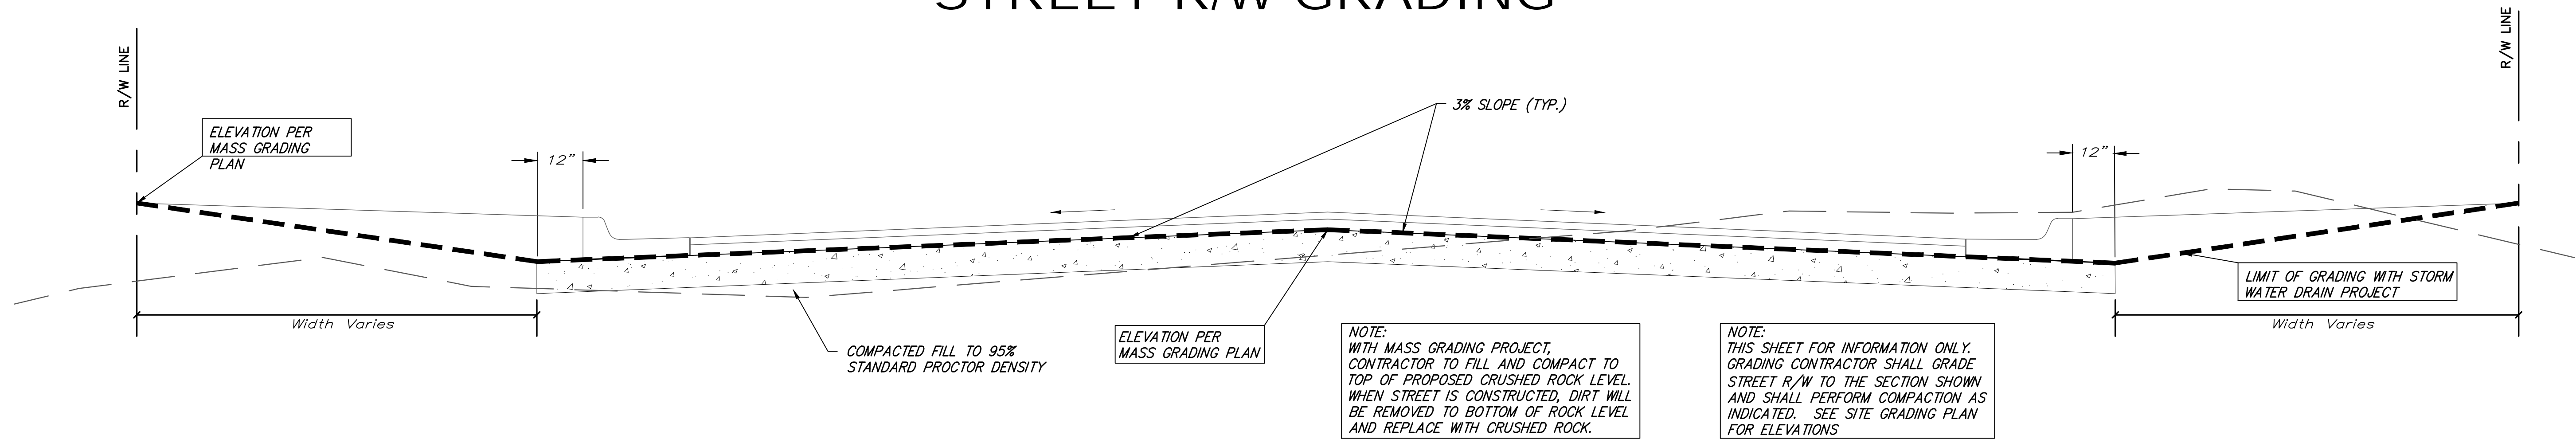 STREET R/W GRADING
R/W LINE
R/W LINE
ELEVATION PER
MASS GRADING
PLAN
12"
3% SLOPE (TYP.)
12"
LIMIT OF GRADING WITH STORM
WATER DRAIN PROJECT
Width Varies
Width Varies
COMPACTED FILL TO 95%
STANDARD PROCTOR DENSITY
ELEVATION PER
MASS GRADING PLAN
NOTE:
WITH MASS GRADING PROJECT,
CONTRACTOR TO FILL AND COMPACT TO
TOP OF PROPOSED CRUSHED ROCK LEVEL.
WHEN STREET IS CONSTRUCTED, DIRT WILL
BE REMOVED TO BOTTOM OF ROCK LEVEL
AND REPLACE WITH CRUSHED ROCK.
NOTE:
THIS SHEET FOR INFORMATION ONLY.
GRADING CONTRACTOR SHALL GRADE
STREET R/W TO THE SECTION SHOWN
AND SHALL PERFORM COMPACTION AS
INDICATED. SEE SITE GRADING PLAN
FOR ELEVATIONS